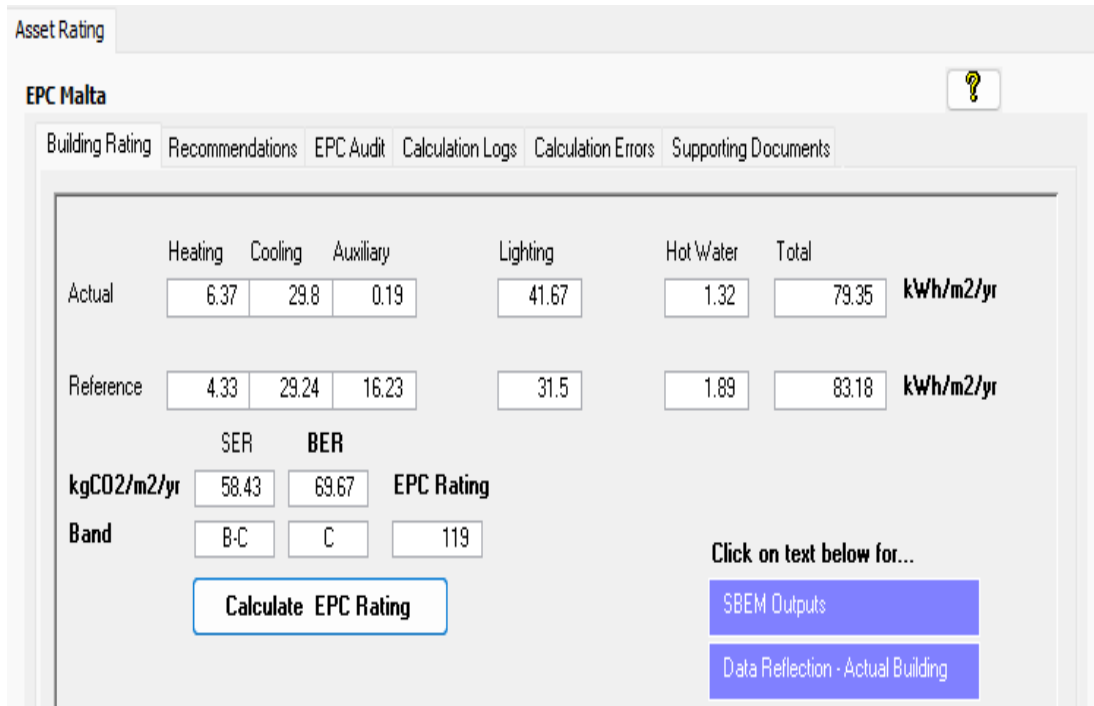 Asset Rating
EPC Malta
?
Building Rating Recommendations EPC Audit Calculation Logs Calculation Errors Supporting Documents
Heating Cooling Auxiliary Lighting Hot Water Total
Actual 6.37 29.8 0.19 41.67 1.32 79.35 kWh/m2/yr
Reference 4.33 29.24 16.23 31.5 1.89 83.18 kWh/m2/yr
SER BER
kgCO2/m2/yr 58.43 69.67 EPC Rating
Band B-C C 119
Click on text below for...
Calculate EPC Rating
SBEM Outputs
Data Reflection - Actual Building